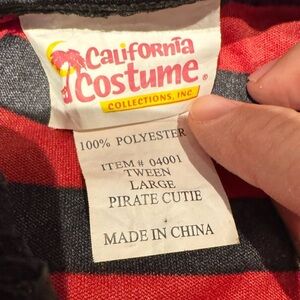 California
Costume®
COLLECTIONS, INC.
100% POLYESTER
ITEM # 04001
TWEEN
LARGE
PIRATE CUTIE
MADE IN CHINA